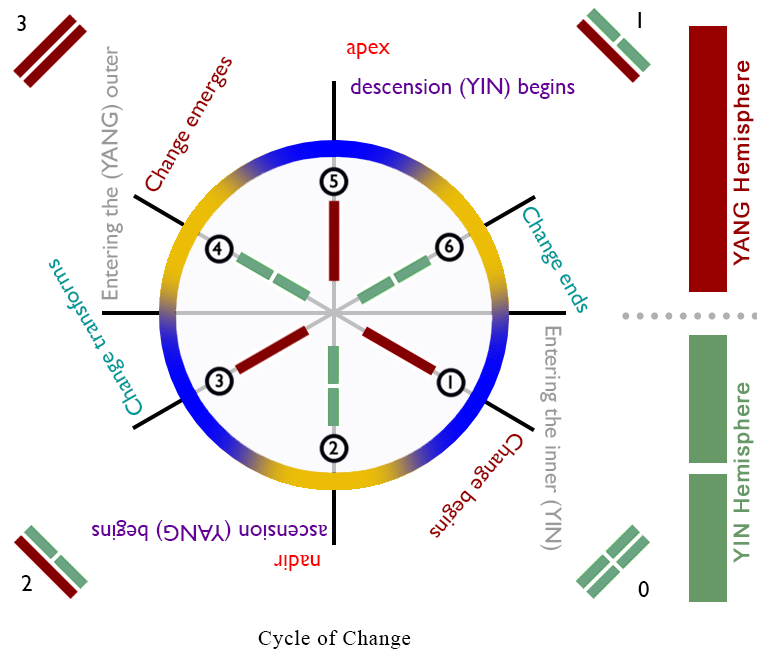 3
1
apex
descension (YIN) begins
Change emerges
Entering the (YANG) outer
YANG Hemisphere
5
4
6
Change ends
Change transforms
3
1
2
Entering the inner (YIN)
Change begins
ascension (YANG) begins
nadir
YIN Hemisphere
2
0
Cycle of Change